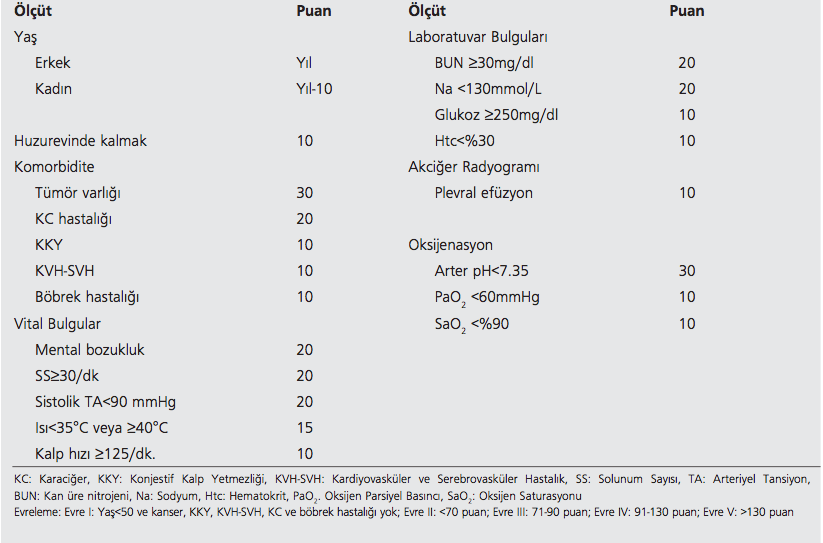 Ölçüt Puan Ölçüt Puan
Yaş Laboratuvar Bulguları
Erkek Yıl BUN ≥30mg/dl 20
Kadın Yıl-10 Na <130mmol/L 20
Glukoz ≥250mg/dl 10
Huzurevinde kalmak 10 Htc<%30 10
Komorbidite Akciğer Radyogramı
Tümör varlığı 30 Plevral efüzyon 10
KC hastalığı 20
KKY 10 Oksijenasyon
KVH-SVH 10 Arter pH<7.35 30
Böbrek hastalığı 10 PaO₂ <60mmHg 10
Vital Bulgular SaO₂ <%90 10
Mental bozukluk 20
SS≥30/dk 20
Sistolik TA<90 mmHg 20
Isı<35°C veya ≥40°C 15
Kalp hızı ≥125/dk. 10
KC: Karaciğer, KKY: Konjestif Kalp Yetmezliği, KVH-SVH: Kardiyovasküler ve Serebrovasküler Hastalık, SS: Solunum Sayısı, TA: Arteriyel Tansiyon,
BUN: Kan üre nitrojeni, Na: Sodyum, Htc: Hematokrit, PaO₂. Oksijen Parsiyel Basıncı, SaO₂: Oksijen Saturasyonu
Evreleme: Evre I: Yaş<50 ve kanser, KKY, KVH-SVH, KC ve böbrek hastalığı yok; Evre II: <70 puan; Evre III: 71-90 puan; Evre IV: 91-130 puan; Evre V: >130 puan